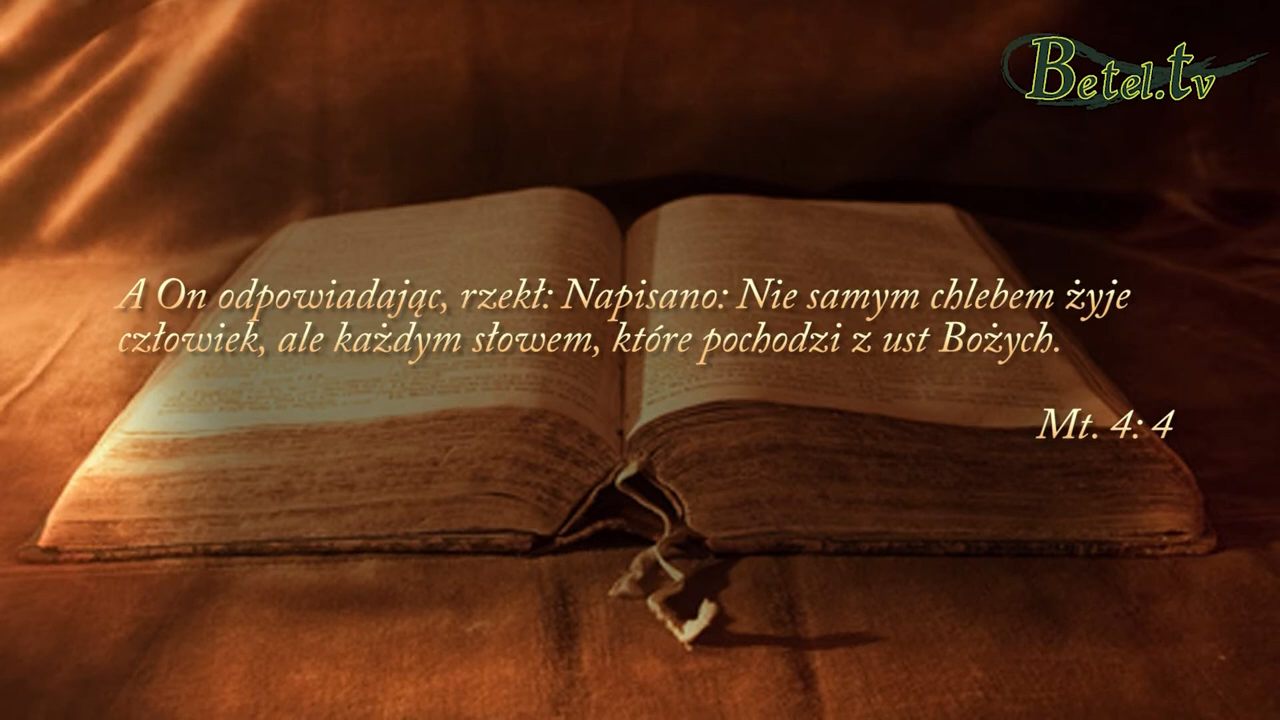 Betel.tv
A On odpowiadając, rzekł: Napisano: Nie samym chlebem żyje
człowiek, ale każdym słowem, które pochodzi z ust Bożych.
Mt. 4: 4